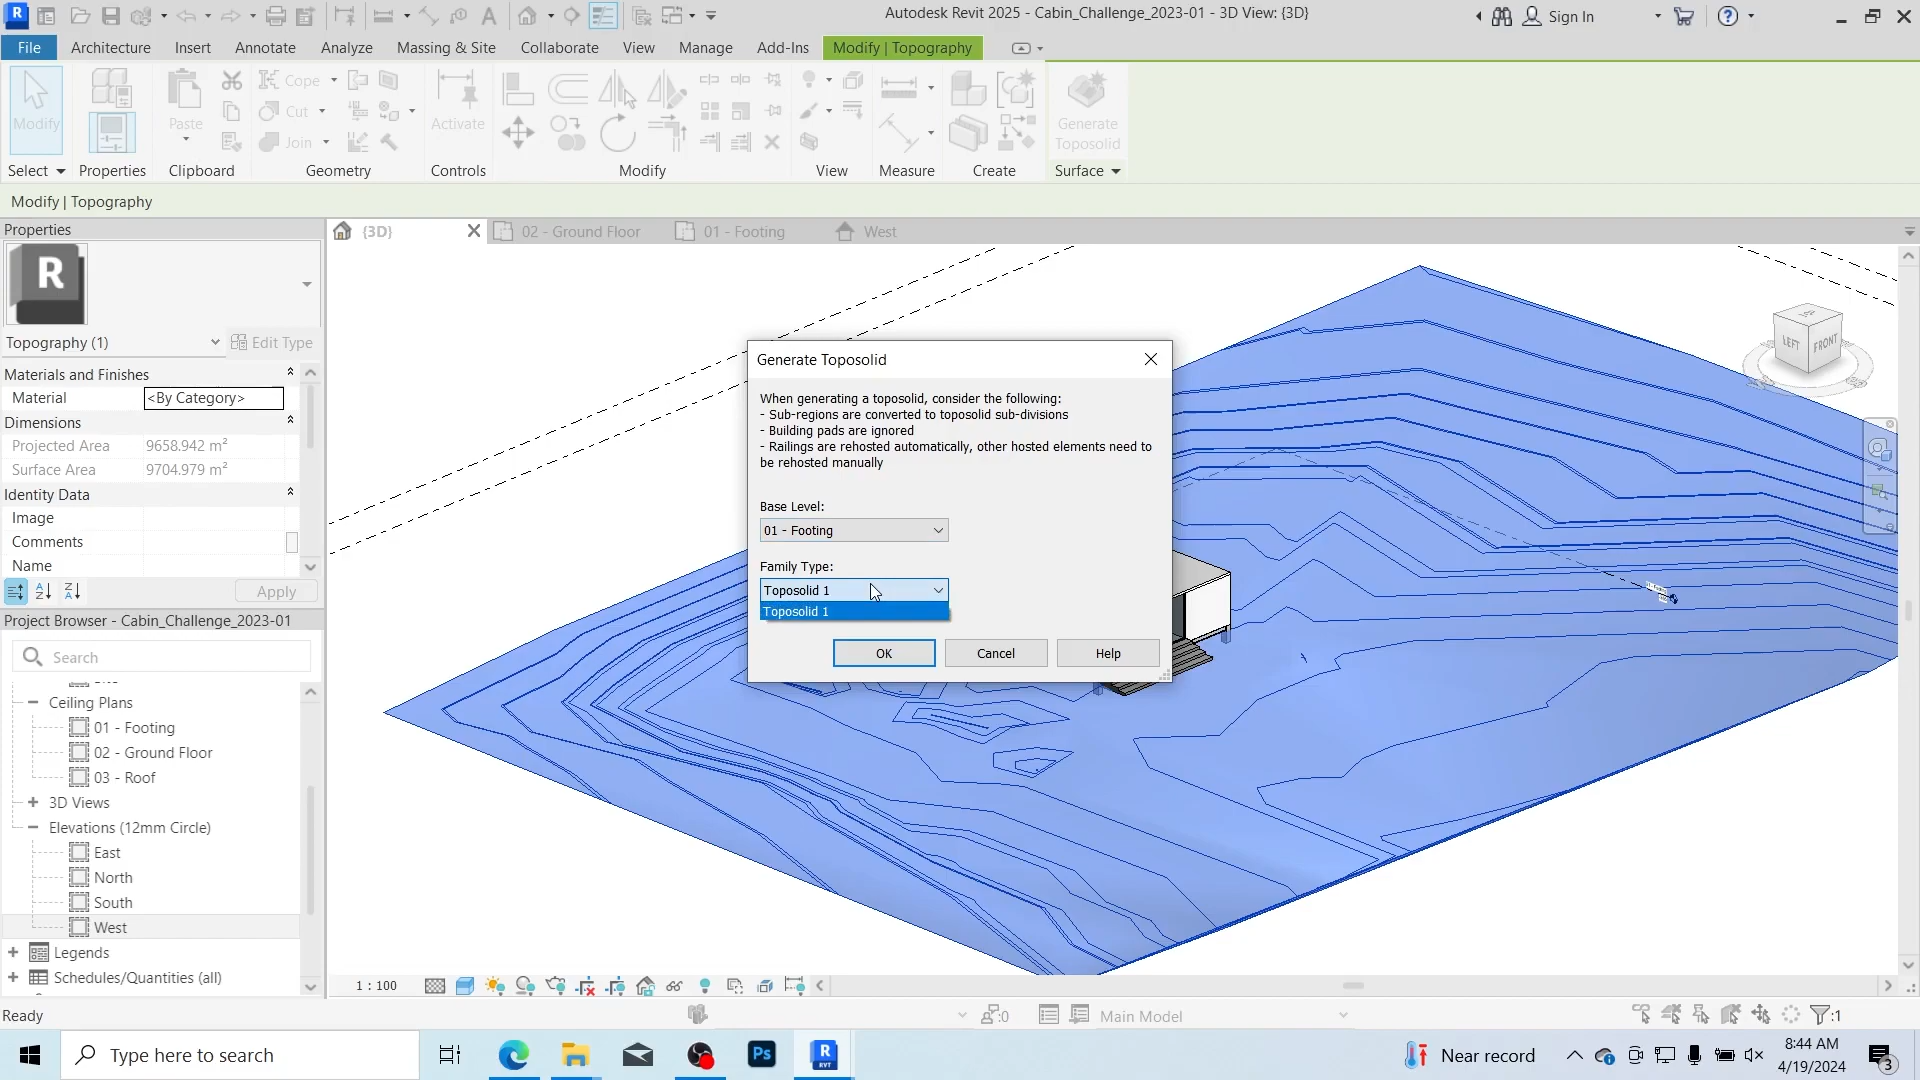 Autodesk Revit 2025 - Cabin_Challenge_2023-01 - 3D View: {3D}
Sign In
File
Architecture
Insert
Annotate
Analyze
Massing & Site
Collaborate
View
Manage
Add-Ins
Modify | Topography
Modify
Paste
Cope
Cut
Join
Activate
Generate
Toposolid
Select
Properties
Clipboard
Geometry
Controls
Modify
View
Measure
Create
Surface
Modify | Topography
Properties
{3D}
02 - Ground Floor
01 - Footing
West
R
Topography (1)
Edit Type
Materials and Finishes
Material
<By Category>
Dimensions
Projected Area
9658.942 m²
Surface Area
9704.979 m²
Identity Data
Image
Comments
Name
Apply
Project Browser - Cabin_Challenge_2023-01
Search
Ceiling Plans
01 - Footing
02 - Ground Floor
03 - Roof
3D Views
Elevations (12mm Circle)
East
North
South
West
Legends
Schedules/Quantities (all)
Generate Toposolid
When generating a toposolid, consider the following:
- Sub-regions are converted to toposolid sub-divisions
- Building pads are ignored
- Railings are rehosted automatically, other hosted elements need to
be rehosted manually
Base Level:
01 - Footing
Family Type:
Toposolid 1
Toposolid 1
OK
Cancel
Help
LEFT
FRONT
1 : 100
Ready
:0
Main Model
:1
Type here to search
Ps
R
RVT
Near record
8:44 AM
4/19/2024
3